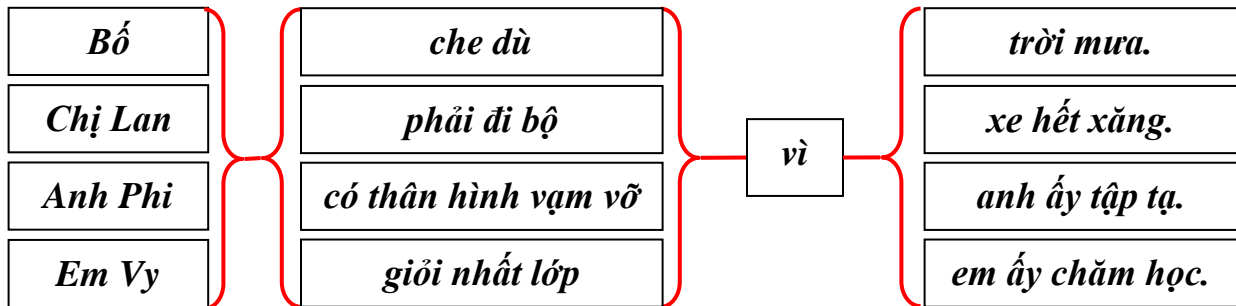 Bố
che dù
trời mưa.
Chị Lan
phải đi bộ
xe hết xăng.
vì
Anh Phi
có thân hình vạm vỡ
anh ấy tập tạ.
Em Vy
giỏi nhất lớp
em ấy chăm học.